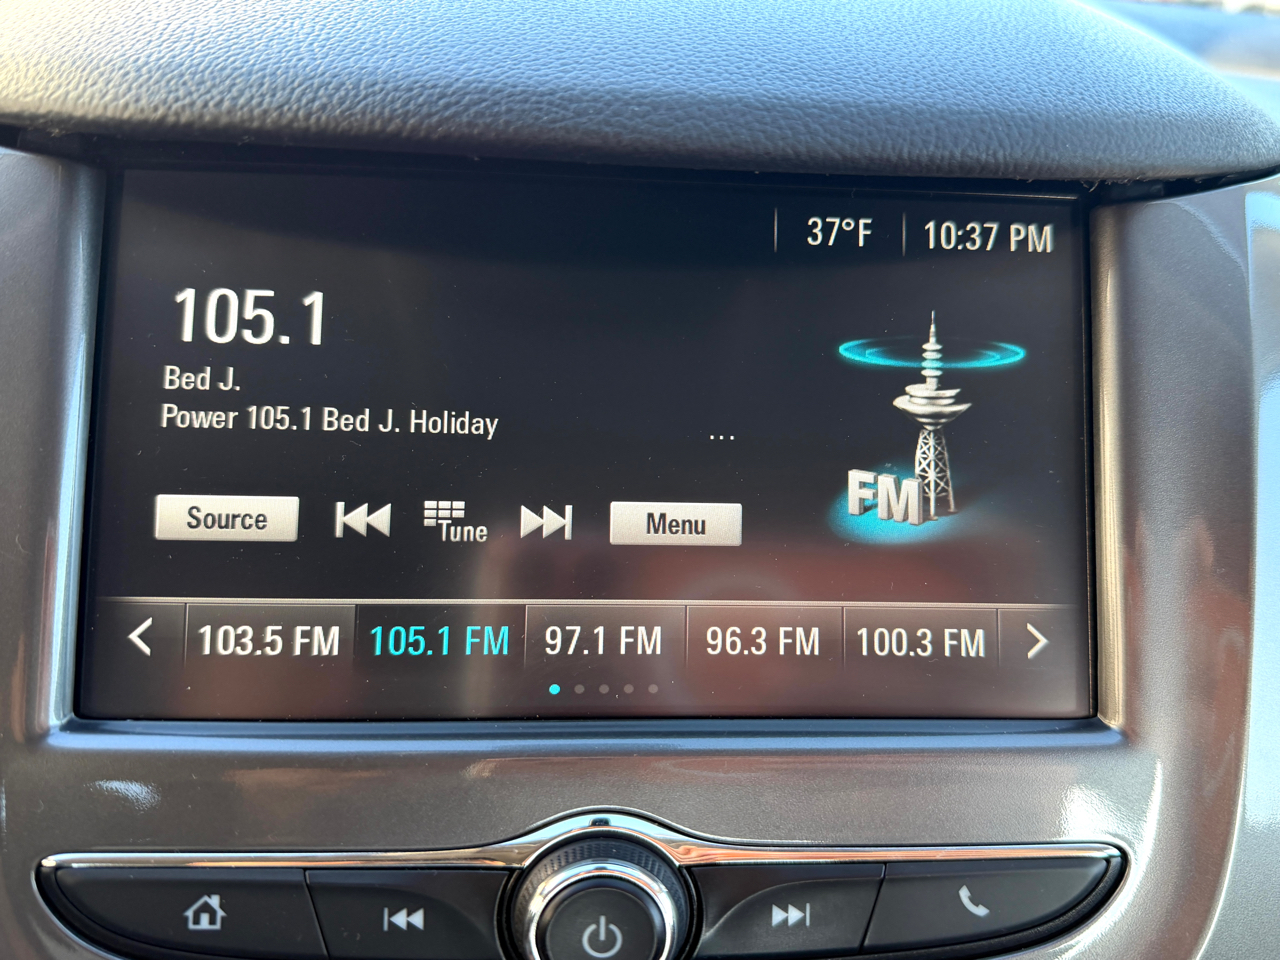 37°F 10:37 PM
105.1
Bed J.
Power 105.1 Bed J. Holiday ...
FM
Source Tune Menu
103.5 FM 105.1 FM 97.1 FM 96.3 FM 100.3 FM